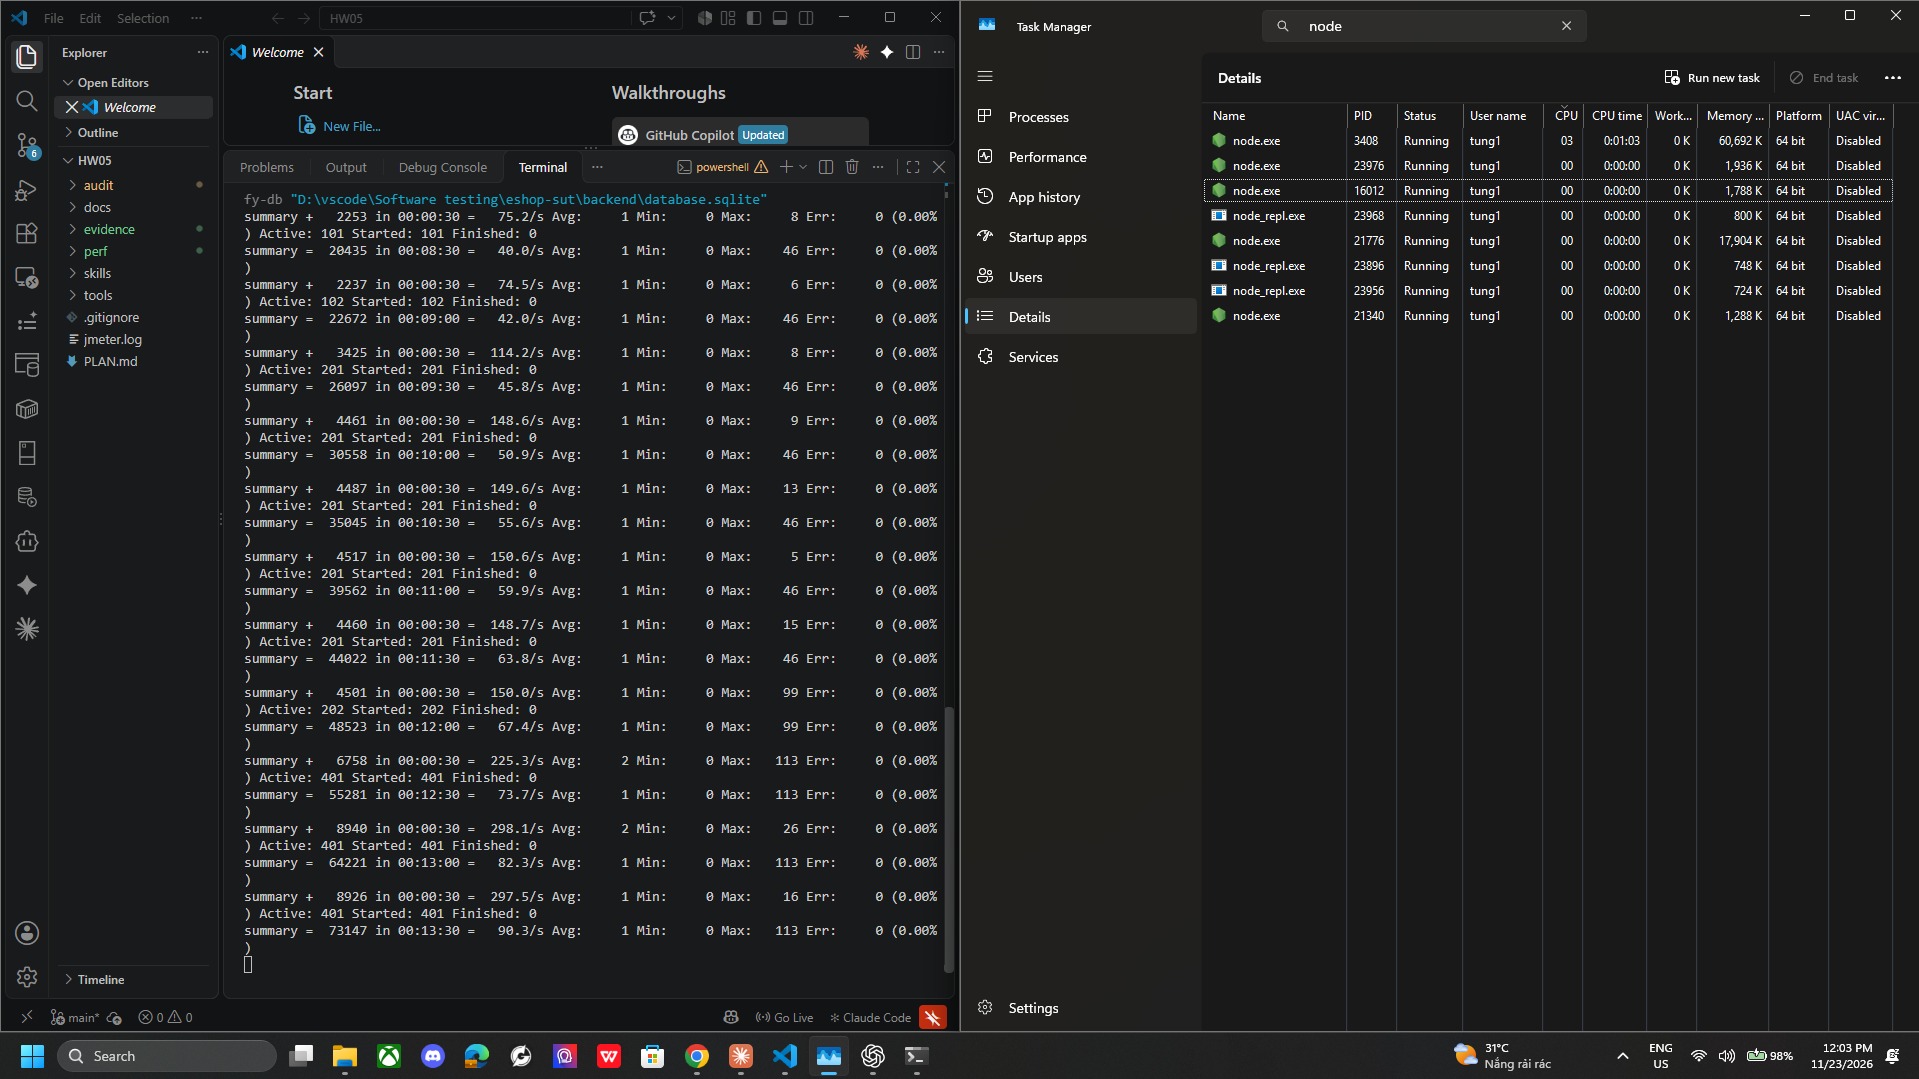 File Edit Selection ··· HW05
Explorer ···
Open Editors
Welcome
Outline
HW05
audit
docs
evidence
perf
skills
tools
.gitignore
jmeter.log
PLAN.md
Timeline
6
Welcome
Start
New File...
Walkthroughs
GitHub Copilot Updated
Problems Output Debug Console Terminal ··· powershell
fy-db "D:\vscode\Software testing\eshop-sut\backend\database.sqlite"
summary + 2253 in 00:00:30 = 75.2/s Avg: 1 Min: 0 Max: 8 Err: 0 (0.00%
) Active: 101 Started: 101 Finished: 0
summary = 20435 in 00:08:30 = 40.0/s Avg: 1 Min: 0 Max: 46 Err: 0 (0.00%
)
summary + 2237 in 00:00:30 = 74.5/s Avg: 1 Min: 0 Max: 6 Err: 0 (0.00%
) Active: 102 Started: 102 Finished: 0
summary = 22672 in 00:09:00 = 42.0/s Avg: 1 Min: 0 Max: 46 Err: 0 (0.00%
)
summary + 3425 in 00:00:30 = 114.2/s Avg: 1 Min: 0 Max: 8 Err: 0 (0.00%
) Active: 201 Started: 201 Finished: 0
summary = 26097 in 00:09:30 = 45.8/s Avg: 1 Min: 0 Max: 46 Err: 0 (0.00%
)
summary + 4461 in 00:00:30 = 148.6/s Avg: 1 Min: 0 Max: 9 Err: 0 (0.00%
) Active: 201 Started: 201 Finished: 0
summary = 30558 in 00:10:00 = 50.9/s Avg: 1 Min: 0 Max: 46 Err: 0 (0.00%
)
summary + 4487 in 00:00:30 = 149.6/s Avg: 1 Min: 0 Max: 13 Err: 0 (0.00%
) Active: 201 Started: 201 Finished: 0
summary = 35045 in 00:10:30 = 55.6/s Avg: 1 Min: 0 Max: 46 Err: 0 (0.00%
)
summary + 4517 in 00:00:30 = 150.6/s Avg: 1 Min: 0 Max: 5 Err: 0 (0.00%
) Active: 201 Started: 201 Finished: 0
summary = 39562 in 00:11:00 = 59.9/s Avg: 1 Min: 0 Max: 46 Err: 0 (0.00%
)
summary + 4460 in 00:00:30 = 148.7/s Avg: 1 Min: 0 Max: 15 Err: 0 (0.00%
) Active: 201 Started: 201 Finished: 0
summary = 44022 in 00:11:30 = 63.8/s Avg: 1 Min: 0 Max: 46 Err: 0 (0.00%
)
summary + 4501 in 00:00:30 = 150.0/s Avg: 1 Min: 0 Max: 99 Err: 0 (0.00%
) Active: 202 Started: 202 Finished: 0
summary = 48523 in 00:12:00 = 67.4/s Avg: 1 Min: 0 Max: 99 Err: 0 (0.00%
)
summary + 6758 in 00:00:30 = 225.3/s Avg: 2 Min: 0 Max: 113 Err: 0 (0.00%
) Active: 401 Started: 401 Finished: 0
summary = 55281 in 00:12:30 = 73.7/s Avg: 1 Min: 0 Max: 113 Err: 0 (0.00%
)
summary + 8940 in 00:00:30 = 298.1/s Avg: 2 Min: 0 Max: 26 Err: 0 (0.00%
) Active: 401 Started: 401 Finished: 0
summary = 64221 in 00:13:00 = 82.3/s Avg: 1 Min: 0 Max: 113 Err: 0 (0.00%
)
summary + 8926 in 00:00:30 = 297.5/s Avg: 1 Min: 0 Max: 16 Err: 0 (0.00%
) Active: 401 Started: 401 Finished: 0
summary = 73147 in 00:13:30 = 90.3/s Avg: 1 Min: 0 Max: 113 Err: 0 (0.00%
)
main* 0 0 Go Live Claude Code
Task Manager
node
Processes
Performance
App history
Startup apps
Users
Details
Services
Settings
Details Run new task End task
Name PID Status User name CPU CPU time Work... Memory ... Platform UAC vir...
node.exe 3408 Running tung1 03 0:01:03 0 K 60,692 K 64 bit Disabled
node.exe 23976 Running tung1 00 0:00:00 0 K 1,936 K 64 bit Disabled
node.exe 16012 Running tung1 00 0:00:00 0 K 1,788 K 64 bit Disabled
node_repl.exe 23968 Running tung1 00 0:00:00 0 K 800 K 64 bit Disabled
node.exe 21776 Running tung1 00 0:00:00 0 K 17,904 K 64 bit Disabled
node_repl.exe 23896 Running tung1 00 0:00:00 0 K 748 K 64 bit Disabled
node_repl.exe 23956 Running tung1 00 0:00:00 0 K 724 K 64 bit Disabled
node.exe 21340 Running tung1 00 0:00:00 0 K 1,288 K 64 bit Disabled
Search
31°C
Nắng rải rác
ENG
US
98%
12:03 PM
11/23/2026